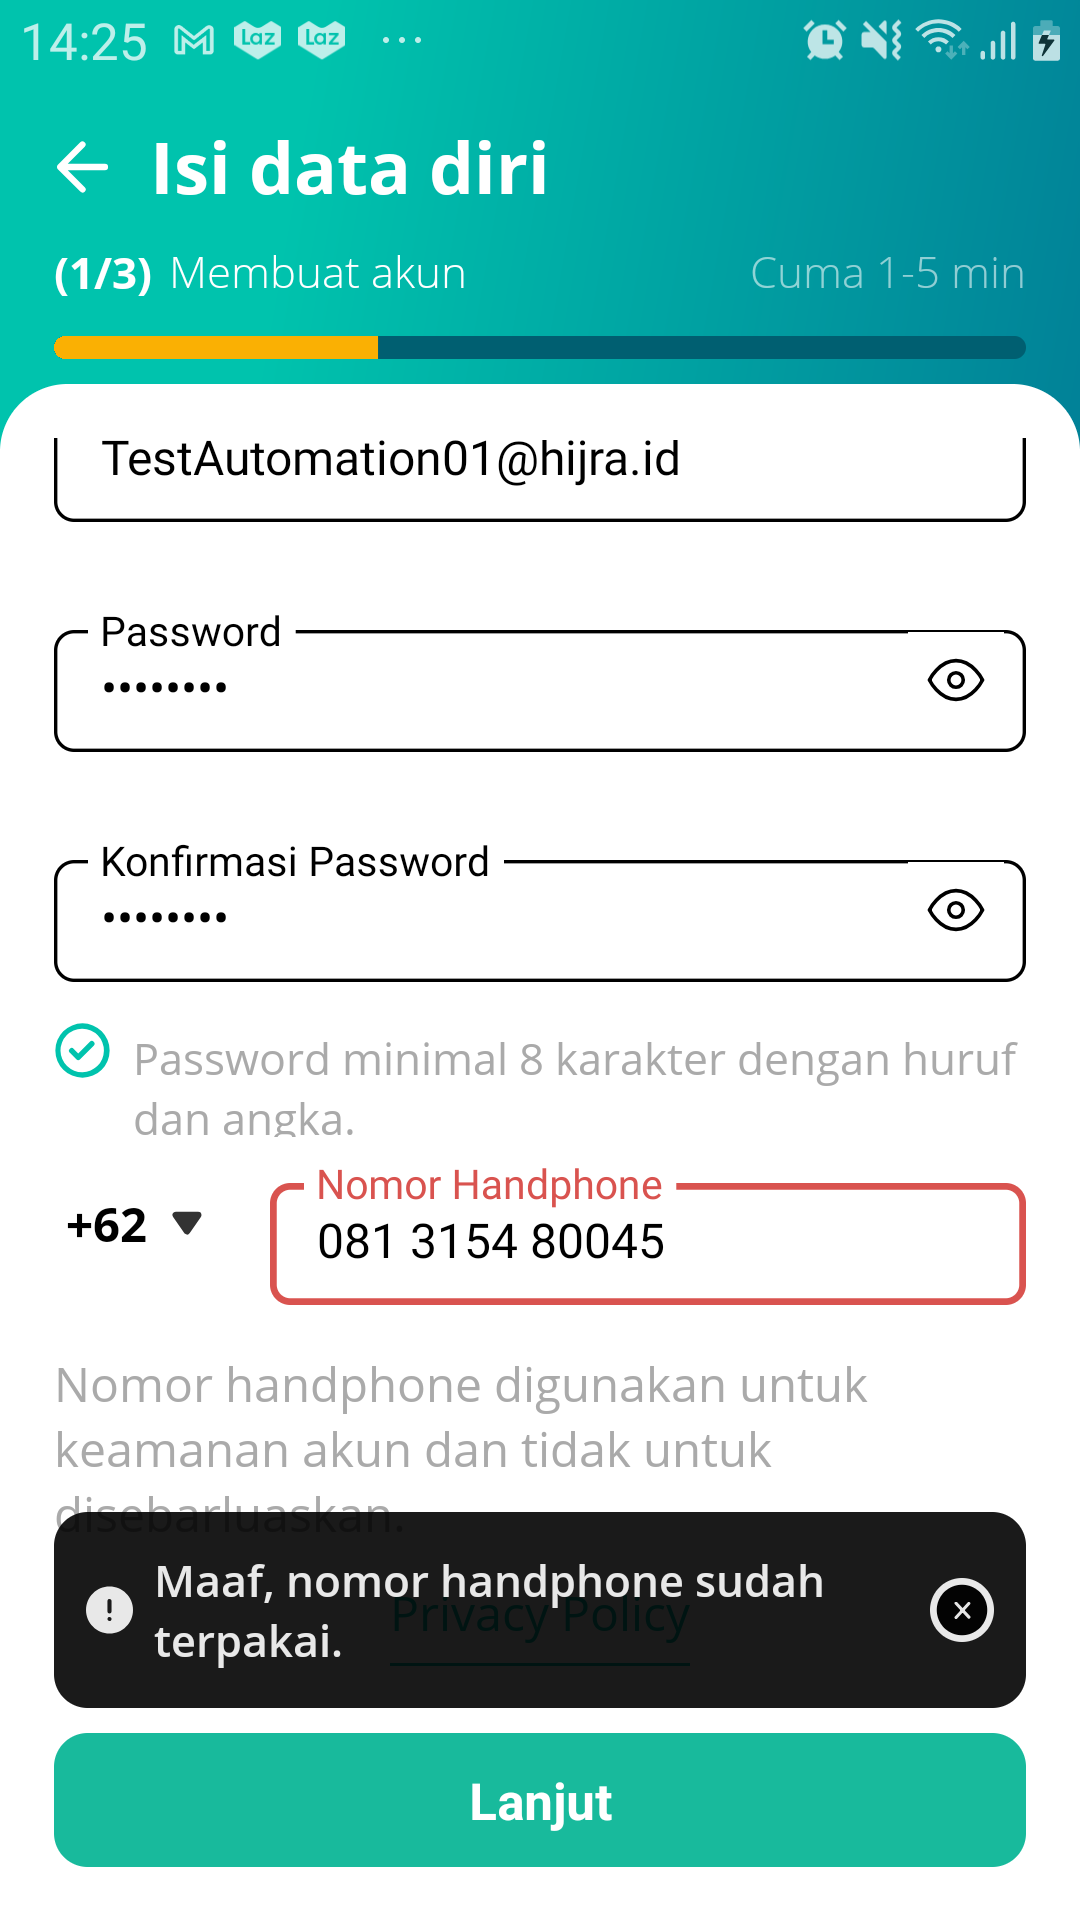 14:25 Laz Laz
Isi data diri
(1/3) Membuat akun Cuma 1-5 min
TestAutomation01@hijra.id
Password
••••••••
Konfirmasi Password
••••••••
Password minimal 8 karakter dengan huruf
dan angka.
Nomor Handphone
+62 081 3154 80045
Nomor handphone digunakan untuk
keamanan akun dan tidak untuk
disebarluaskan.
Maaf, nomor handphone sudah
terpakai.
Privacy Policy
Lanjut